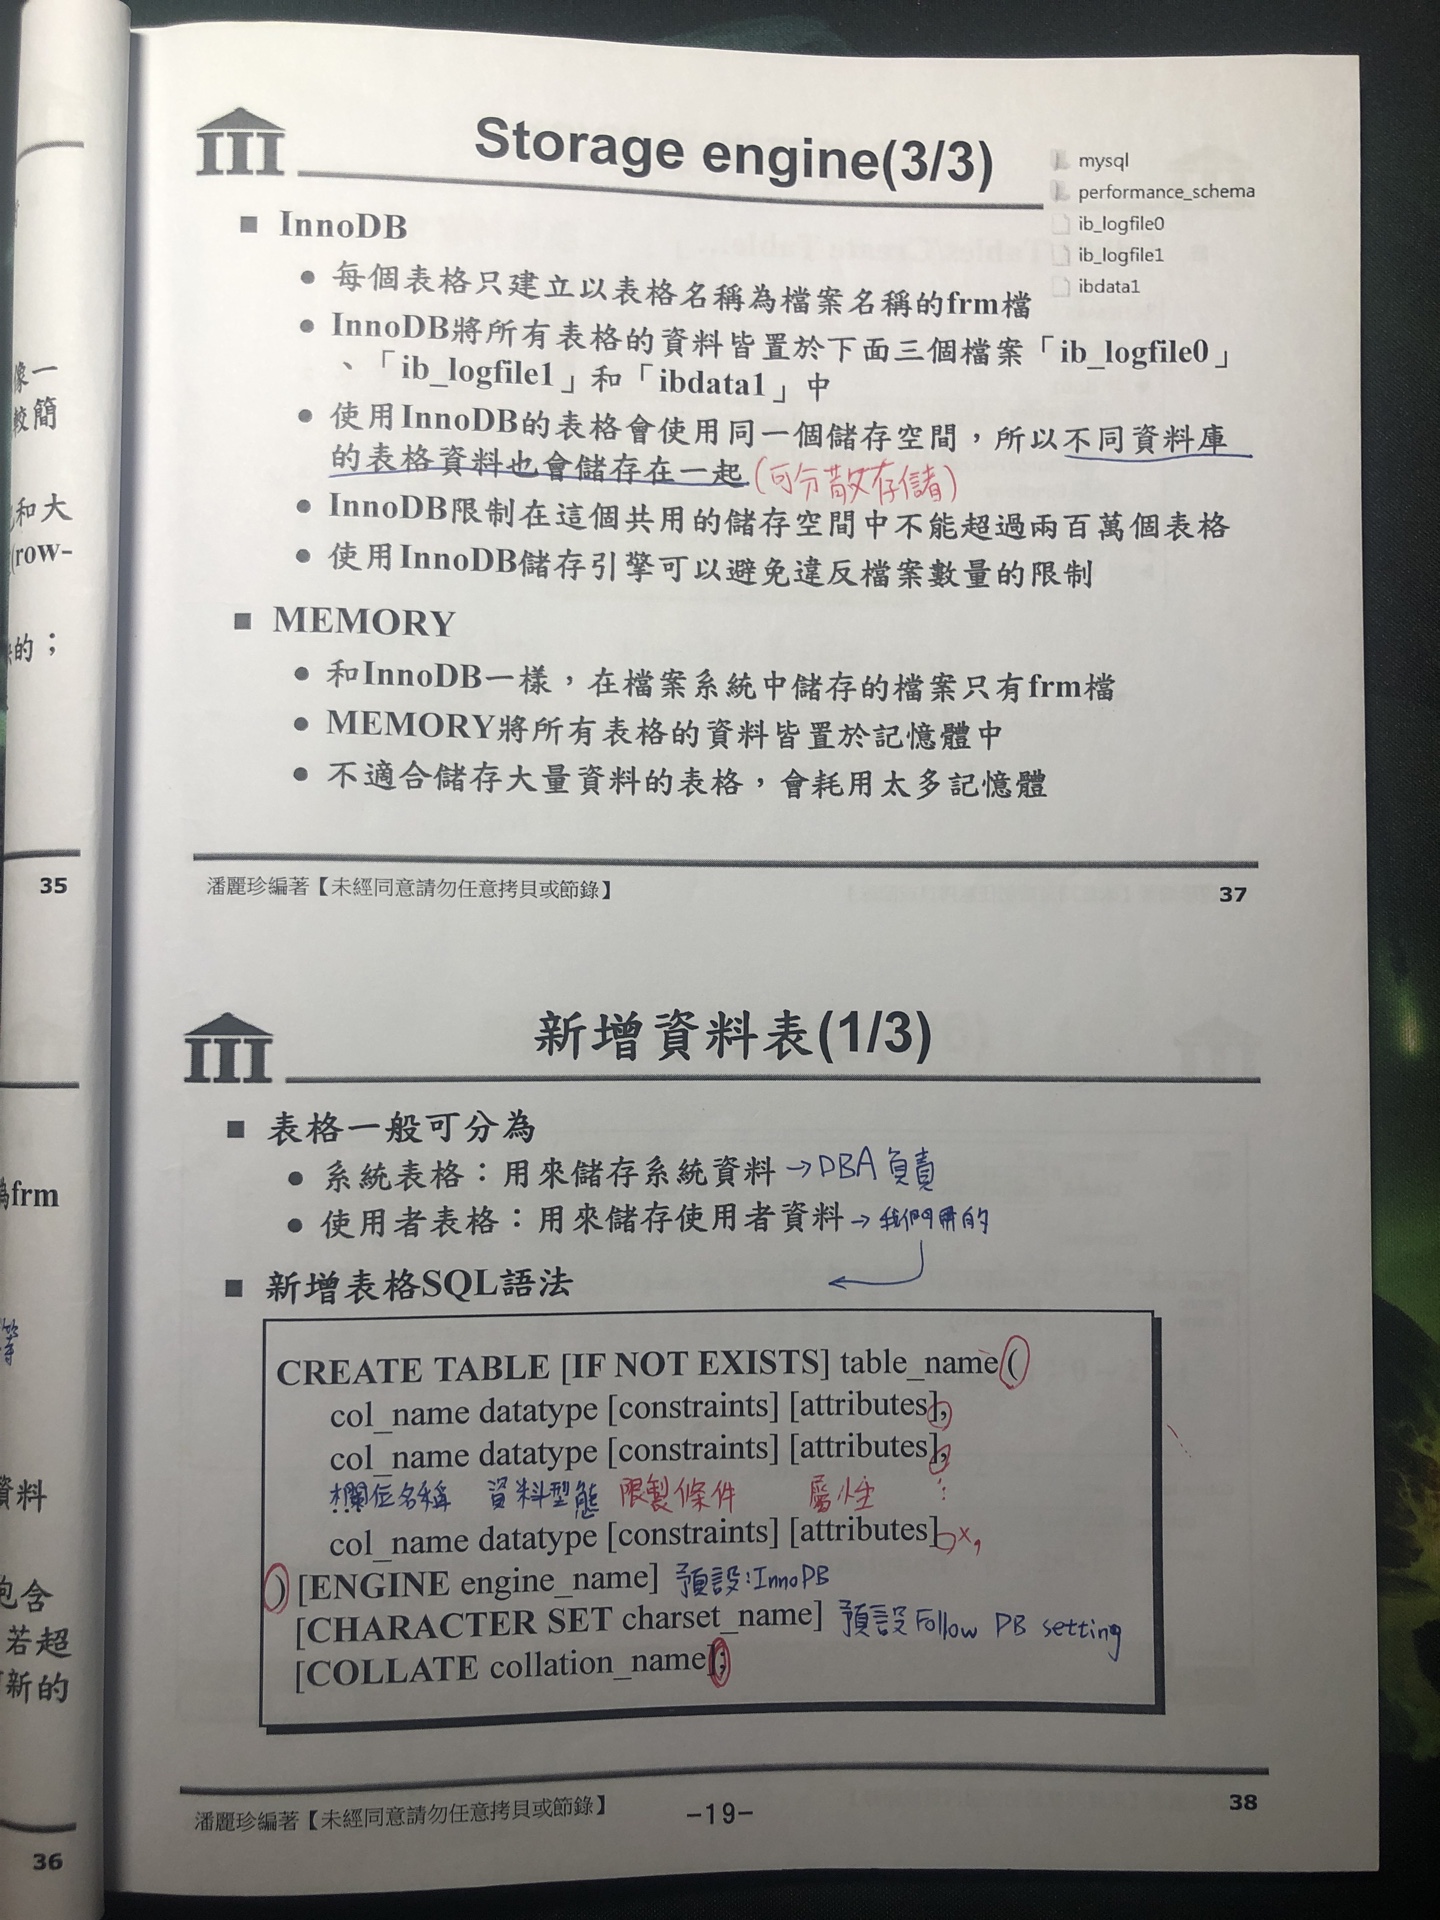 Storage engine(3/3)
mysql
performance_schema
ib_logfile0
ib_logfile1
ibdata1
■ InnoDB
● 每個表格只建立以表格名稱為檔案名稱的frm檔
● InnoDB將所有表格的資料皆置於下面三個檔案「ib_logfile0」
、「ib_logfile1」和「ibdata1」中
● 使用InnoDB的表格會使用同一個儲存空間，所以不同資料庫
的表格資料也會儲存在一起 (可分散存儲)
● InnoDB限制在這個共用的儲存空間中不能超過兩百萬個表格
● 使用InnoDB儲存引擎可以避免違反檔案數量的限制
■ MEMORY
● 和InnoDB一樣，在檔案系統中儲存的檔案只有frm檔
● MEMORY將所有表格的資料皆置於記憶體中
● 不適合儲存大量資料的表格，會耗用太多記憶體
潘麗珍編著【未經同意請勿任意拷貝或節錄】
37
新增資料表(1/3)
■ 表格一般可分為
● 系統表格：用來儲存系統資料→DBA負責
● 使用者表格：用來儲存使用者資料→我們用的
■ 新增表格SQL語法
CREATE TABLE [IF NOT EXISTS] table_name (
col_name datatype [constraints] [attributes],
col_name datatype [constraints] [attributes],
欄位名稱 資料型態 限製條件 屬性 ⋮
col_name datatype [constraints] [attributes] x,
) [ENGINE engine_name] 預設:InnoDB
[CHARACTER SET charset_name] 預設Follow DB setting
[COLLATE collation_name];
潘麗珍編著【未經同意請勿任意拷貝或節錄】
-19-
38
像一
較簡
和大
(row-
的；
35
為frm
等
資料
包含
若超
新的
36